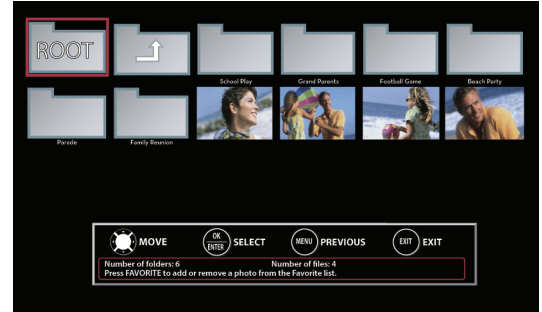 ROOT
School Play
Grand Parents
Football Game
Beach Party
Parade
Family Reunion
MOVE
OK
ENTER
SELECT
MENU
PREVIOUS
EXIT
EXIT
Number of folders: 6
Number of files: 4
Press FAVORITE to add or remove a photo from the Favorite list.